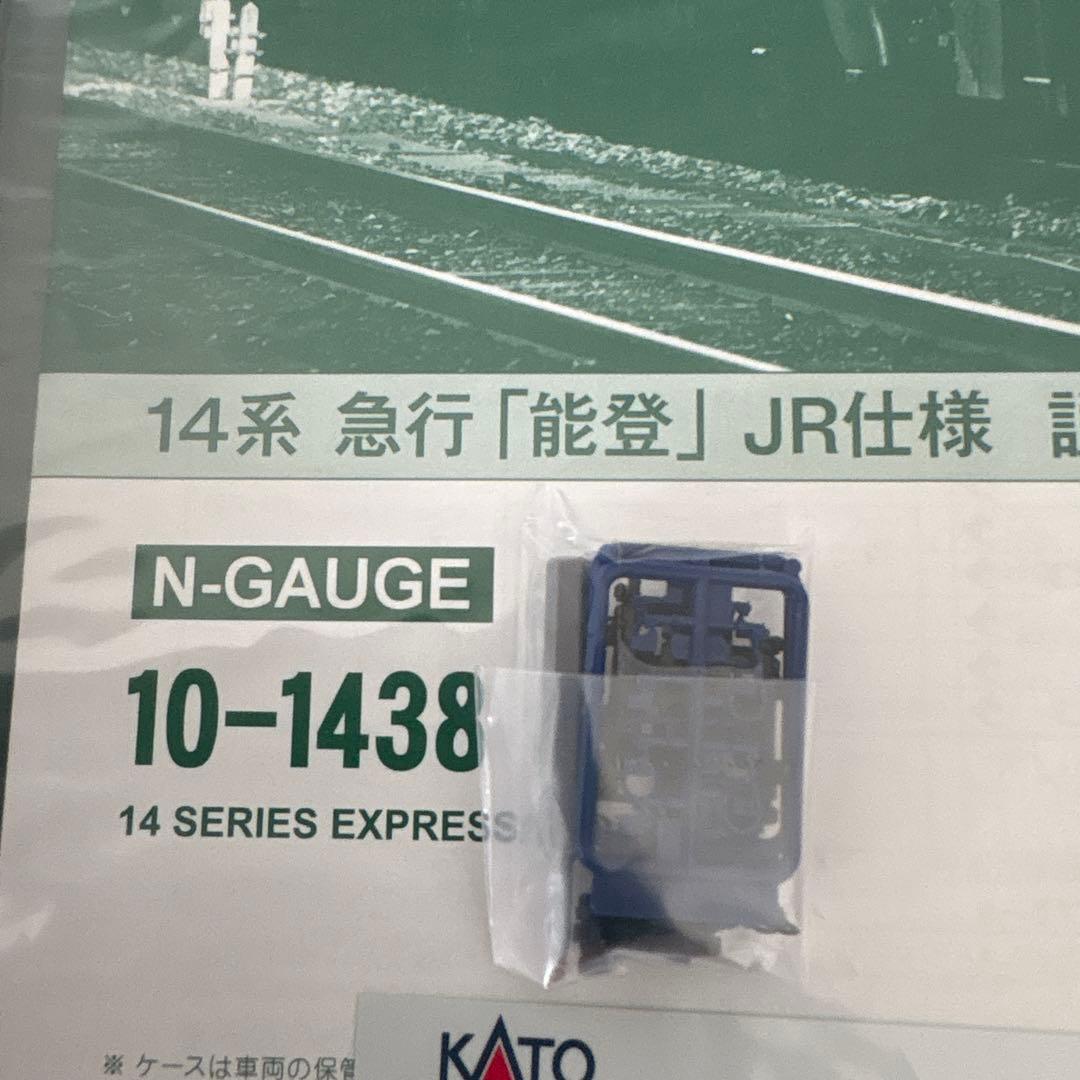 14系 急行「能登」 JR仕様
N-GAUGE
10-1438
14 SERIES EXPRESS
KATO
※ ケースは車両の保管